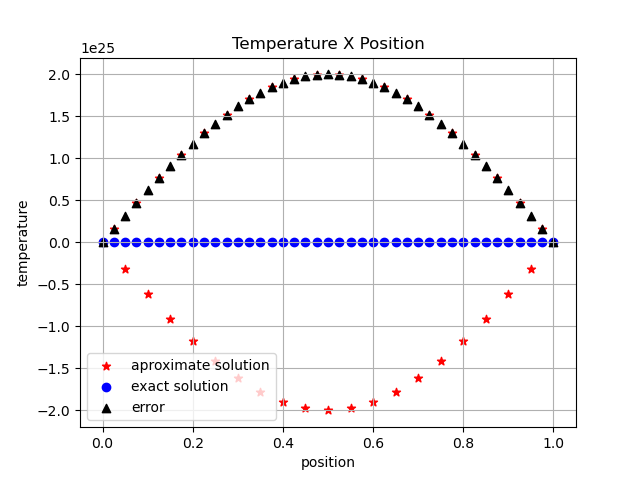 Temperature X Position
1e25
2.0
1.5
1.0
0.5
0.0
−0.5
−1.0
−1.5
−2.0
temperature
aproximate solution
exact solution
error
0.0 0.2 0.4 0.6 0.8 1.0
position